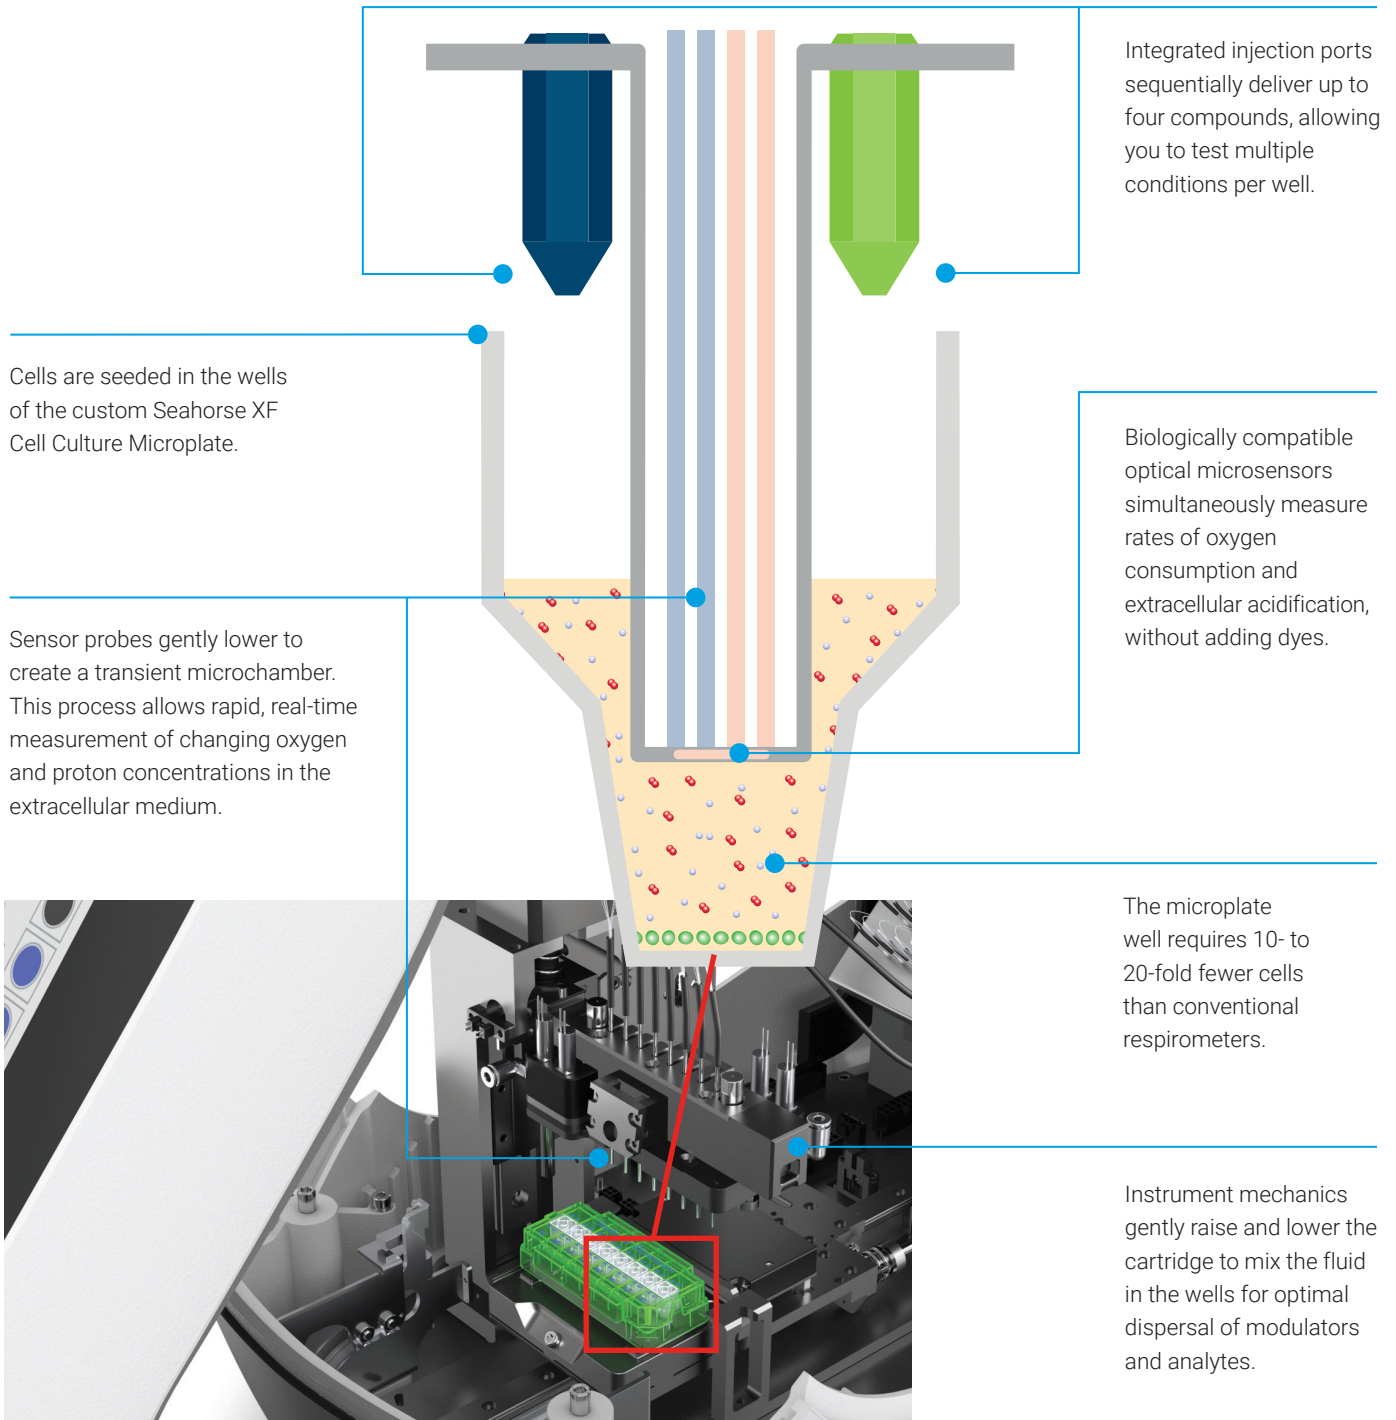 Integrated injection ports
sequentially deliver up to
four compounds, allowing
you to test multiple
conditions per well.
Cells are seeded in the wells
of the custom Seahorse XF
Cell Culture Microplate.
Biologically compatible
optical microsensors
simultaneously measure
rates of oxygen
consumption and
extracellular acidification,
without adding dyes.
Sensor probes gently lower to
create a transient microchamber.
This process allows rapid, real-time
measurement of changing oxygen
and proton concentrations in the
extracellular medium.
The microplate
well requires 10- to
20-fold fewer cells
than conventional
respirometers.
Instrument mechanics
gently raise and lower the
cartridge to mix the fluid
in the wells for optimal
dispersal of modulators
and analytes.